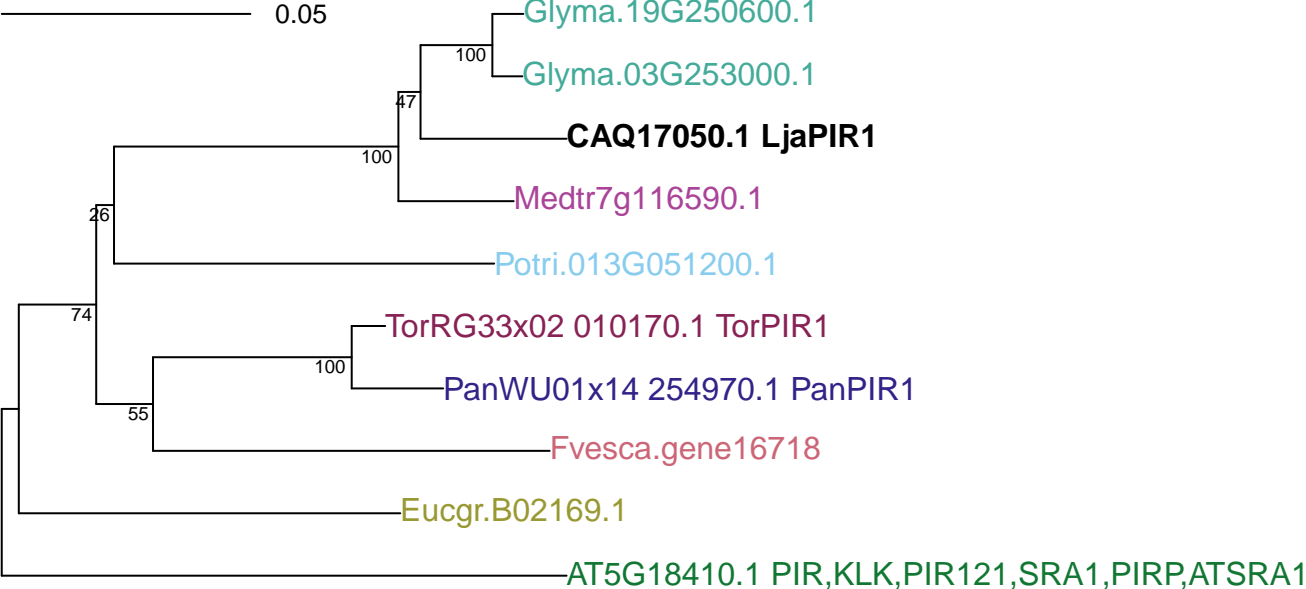 0.05
Glyma.19G250600.1
100
Glyma.03G253000.1
47
CAQ17050.1 LjaPIR1
100
Medtr7g116590.1
26
Potri.013G051200.1
74
TorRG33x02 010170.1 TorPIR1
100
PanWU01x14 254970.1 PanPIR1
55
Fvesca.gene16718
Eucgr.B02169.1
AT5G18410.1 PIR,KLK,PIR121,SRA1,PIRP,ATSRA1